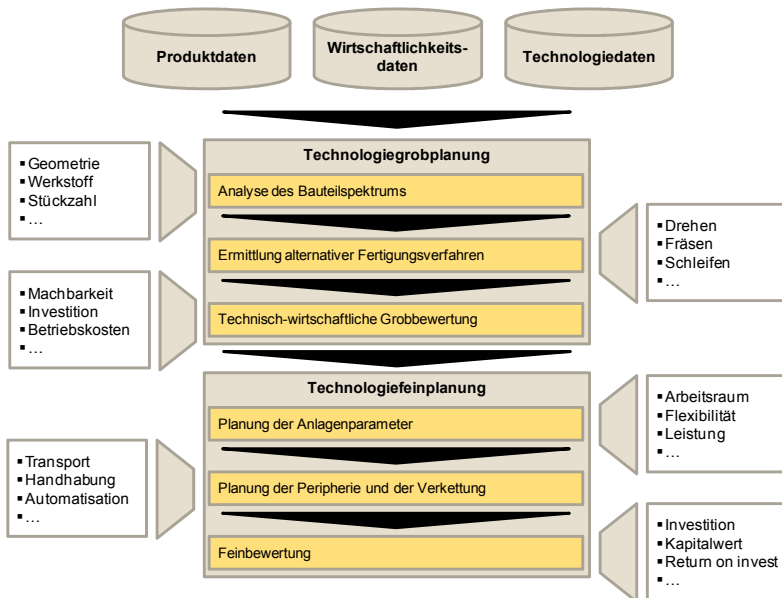 Produktdaten
Wirtschaftlichkeits-
daten
Technologiedaten
Technologiegrobplanung
▪ Geometrie
▪ Werkstoff
▪ Stückzahl
▪ …
Analyse des Bauteilspektrums
Ermittlung alternativer Fertigungsverfahren
▪ Drehen
▪ Fräsen
▪ Schleifen
▪ …
▪ Machbarkeit
▪ Investition
▪ Betriebskosten
▪ …
Technisch-wirtschaftliche Grobbewertung
Technologiefeinplanung
Planung der Anlagenparameter
▪ Arbeitsraum
▪ Flexibilität
▪ Leistung
▪ …
▪ Transport
▪ Handhabung
▪ Automatisation
▪ …
Planung der Peripherie und der Verkettung
Feinbewertung
▪ Investition
▪ Kapitalwert
▪ Return on invest
▪ …